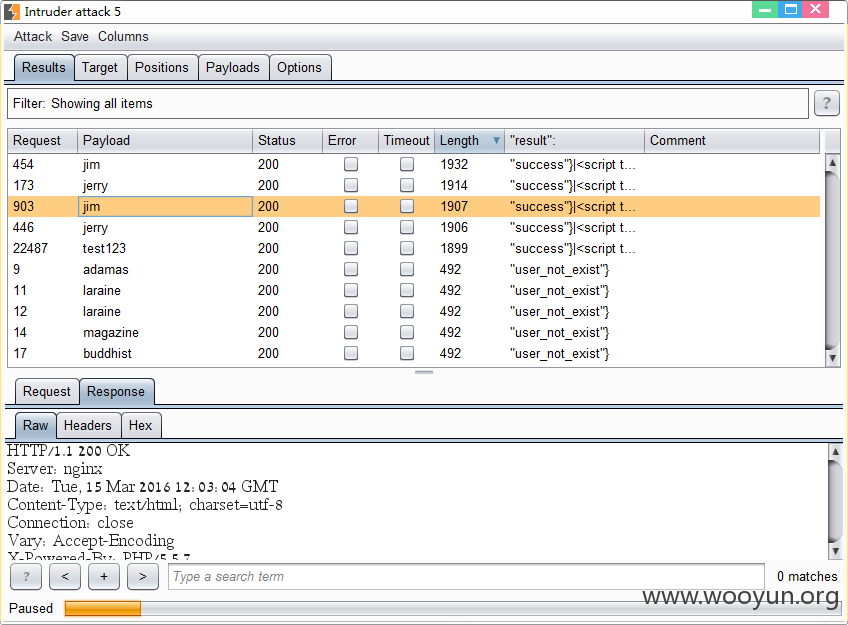 Intruder attack 5
Attack Save Columns
Results Target Positions Payloads Options
Filter: Showing all items ?
Request Payload Status Error Timeout Length ▼ "result": Comment
454 jim 200 1932 "success"}|<script t...
173 jerry 200 1914 "success"}|<script t...
903 jim 200 1907 "success"}|<script t...
446 jerry 200 1906 "success"}|<script t...
22487 test123 200 1899 "success"}|<script t...
9 adamas 200 492 "user_not_exist"}
11 laraine 200 492 "user_not_exist"}
12 laraine 200 492 "user_not_exist"}
14 magazine 200 492 "user_not_exist"}
17 buddhist 200 492 "user_not_exist"}
Request Response
Raw Headers Hex
HTTP/1.1 200 OK
Server: nginx
Date: Tue, 15 Mar 2016 12:03:04 GMT
Content-Type: text/html; charset=utf-8
Connection: close
Vary: Accept-Encoding
X-Powered-By: PHP/5.5.7
? < + > Type a search term 0 matches
www.wooyun.org
Paused